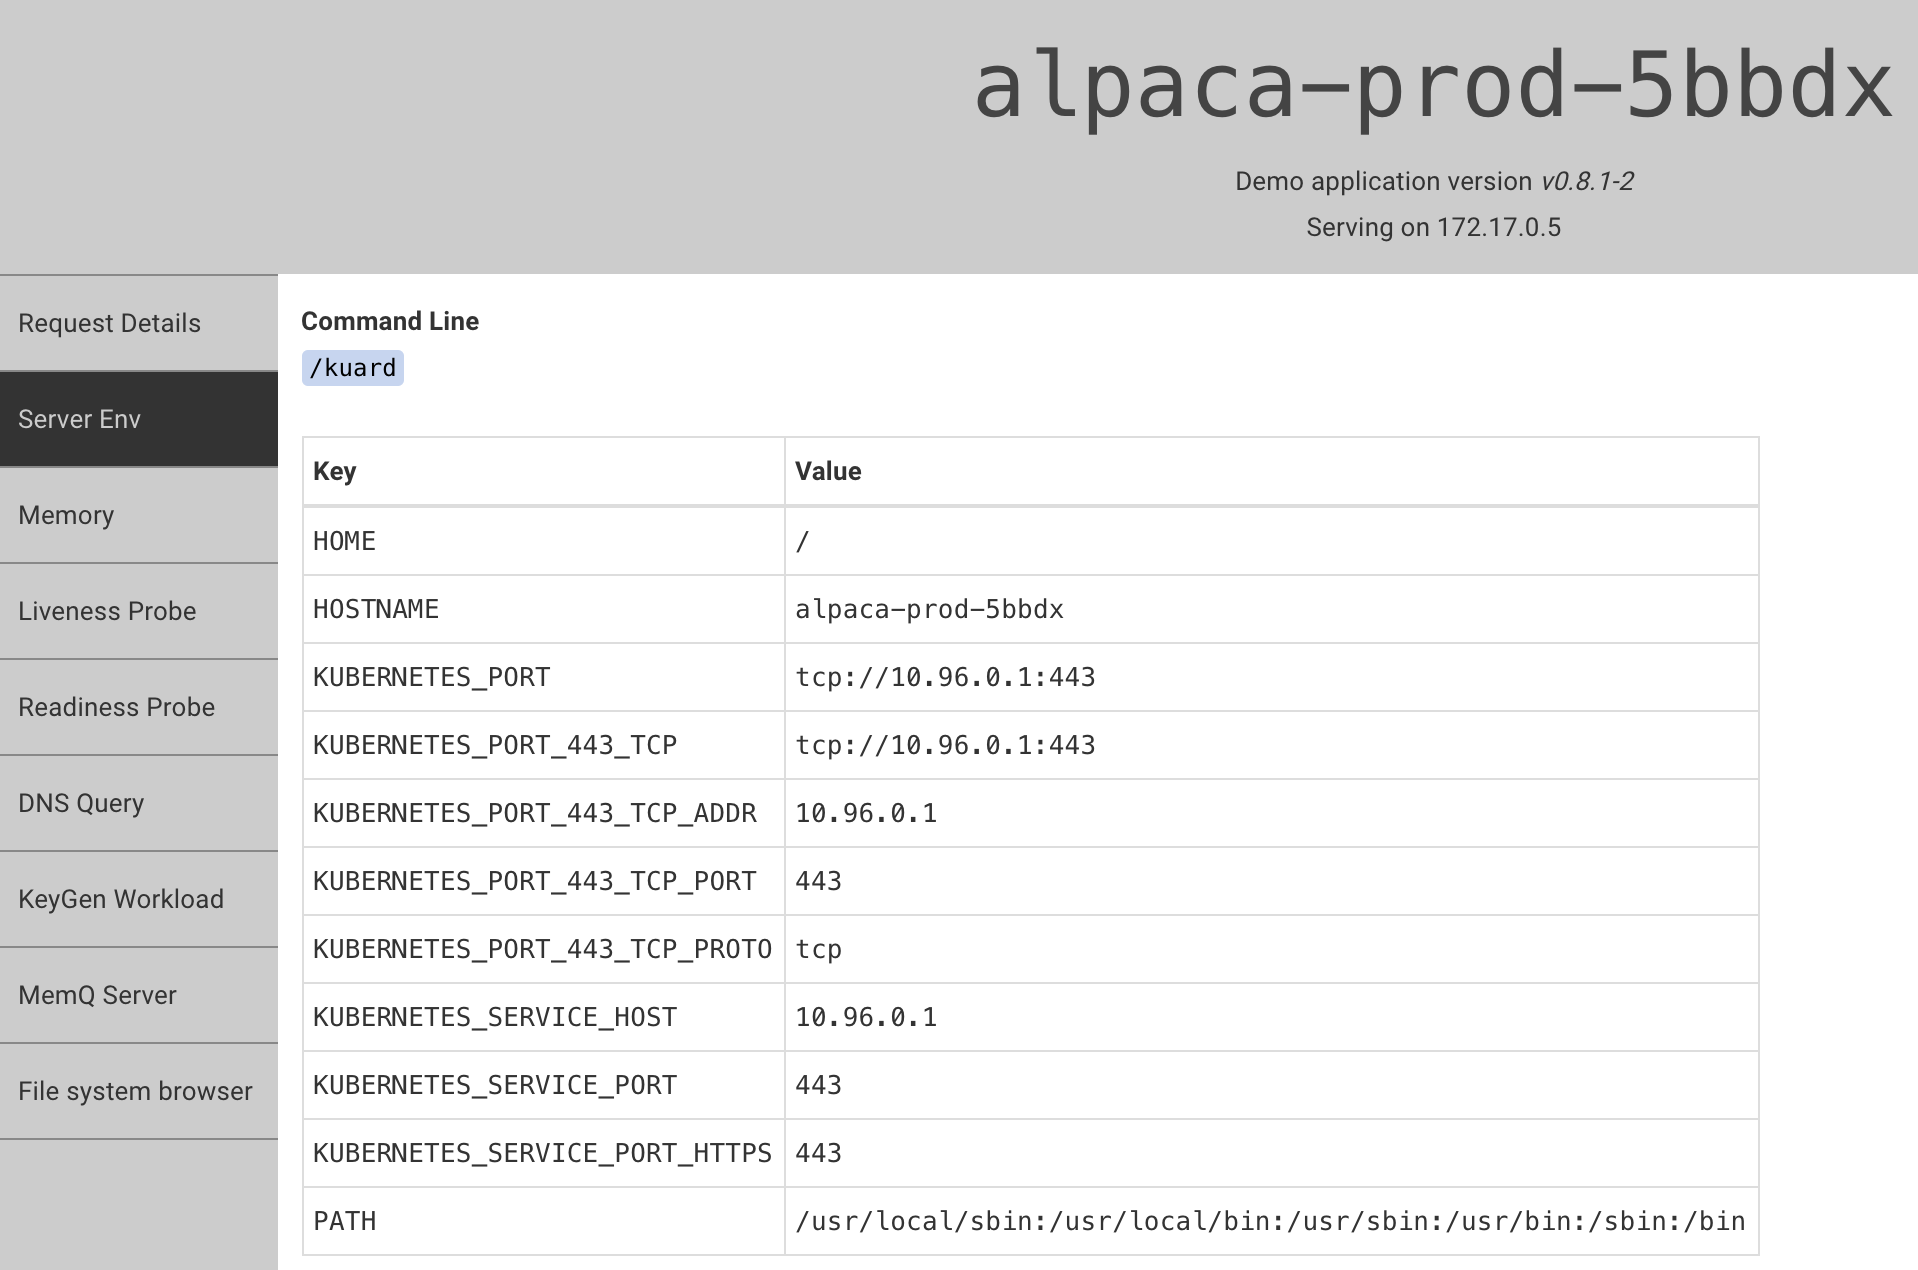 alpaca-prod-5bbdx
Demo application version v0.8.1-2
Serving on 172.17.0.5
Request Details
Server Env
Memory
Liveness Probe
Readiness Probe
DNS Query
KeyGen Workload
MemQ Server
File system browser
Command Line
/kuard
Key Value
HOME /
HOSTNAME alpaca-prod-5bbdx
KUBERNETES_PORT tcp://10.96.0.1:443
KUBERNETES_PORT_443_TCP tcp://10.96.0.1:443
KUBERNETES_PORT_443_TCP_ADDR 10.96.0.1
KUBERNETES_PORT_443_TCP_PORT 443
KUBERNETES_PORT_443_TCP_PROTO tcp
KUBERNETES_SERVICE_HOST 10.96.0.1
KUBERNETES_SERVICE_PORT 443
KUBERNETES_SERVICE_PORT_HTTPS 443
PATH /usr/local/sbin:/usr/local/bin:/usr/sbin:/usr/bin:/sbin:/bin